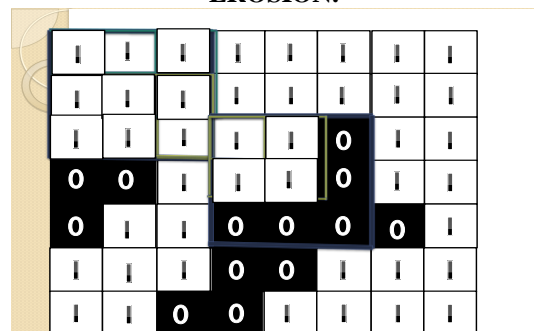 EROSION:
1 1 1 1 1 1 1 1
1 1 1 1 1 1 1 1
1 1 1 1 1 0 1 1
0 0 1 1 1 0 1 1
0 1 1 0 0 0 0 1
1 1 1 0 0 1 1 1
1 1 0 0 1 1 1 1